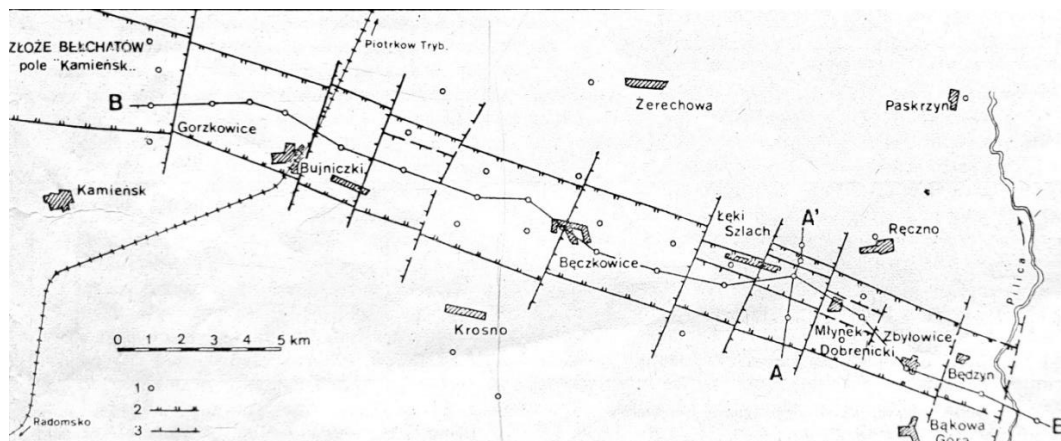 ZŁOŻE BEŁCHATÓW
pole "Kamieńsk"
Piotrków Tryb.
Żerechowa
Paskrzyn
B
Gorzkowice
Bujniczki
Kamieńsk
Łęki
Szlach
A'
Ręczno
Pilica
Bęczkowice
Krosno
0 1 2 3 4 5 km
Młynek
Dobrenicki
Zbyłowice
Będzyn
A
1
2
3
Radomsko
Bąkowa
Góra